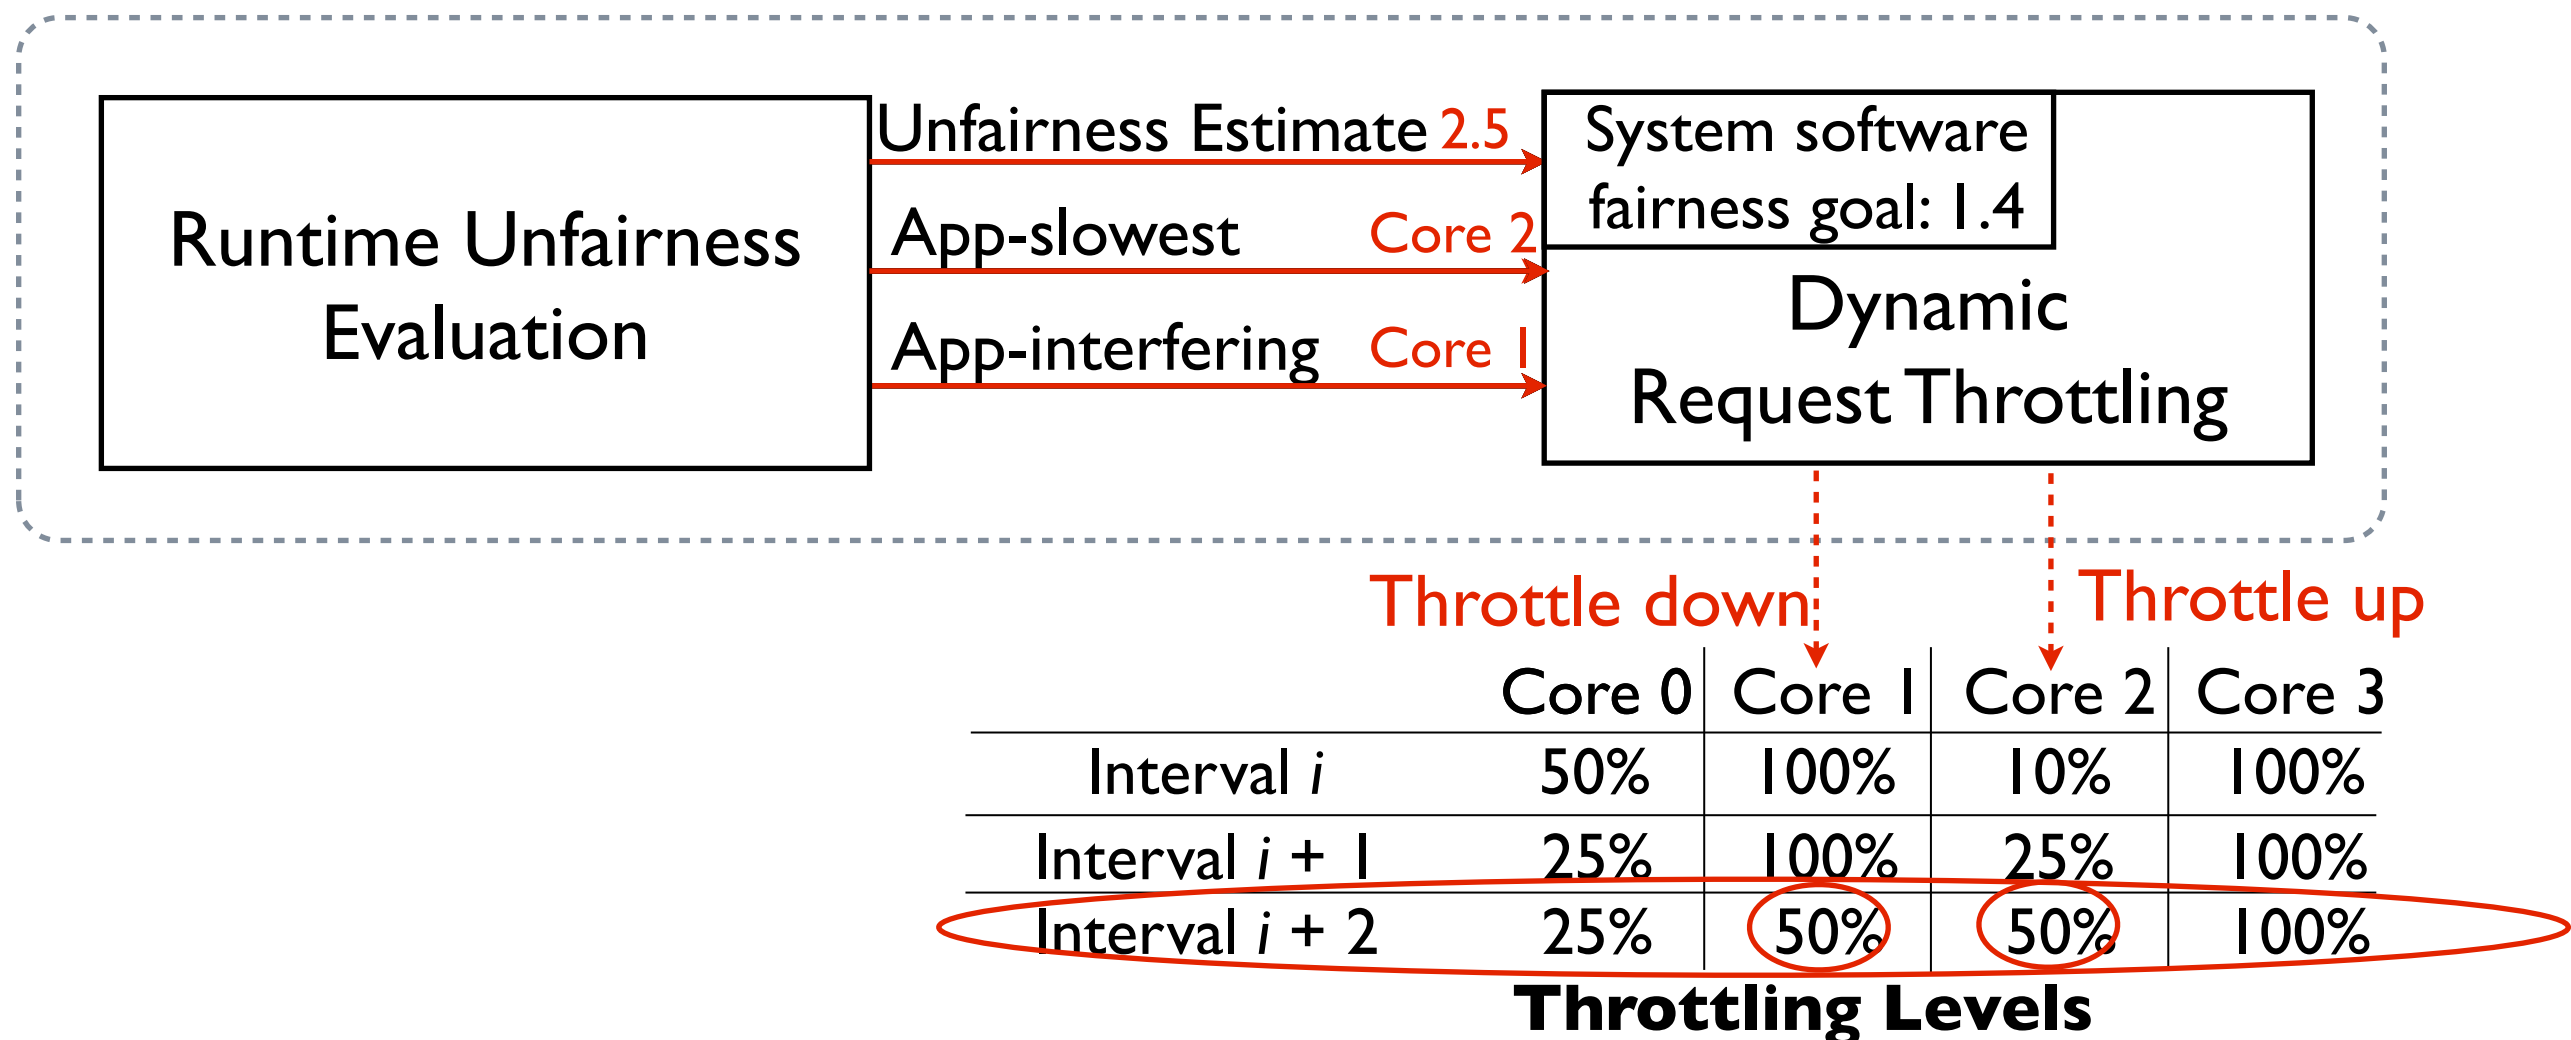 Runtime Unfairness
Evaluation
Unfairness Estimate 2.5
App-slowest Core 2
App-interfering Core 1
System software
fairness goal: 1.4
Dynamic
Request Throttling
Throttle down
Throttle up
Core 0 Core 1 Core 2 Core 3
Interval i 50% 100% 10% 100%
Interval i + 1 25% 100% 25% 100%
Interval i + 2 25% 50% 50% 100%
Throttling Levels